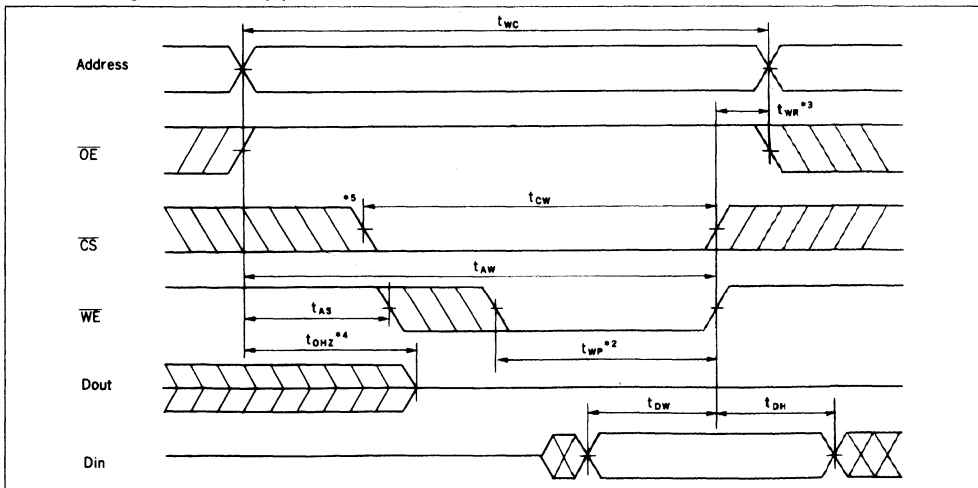 tWC
Address
tWR*3
OE
*5
tCW
CS
tAW
WE
tAS
tOHZ*4
tWP*2
Dout
tDW
tDH
Din